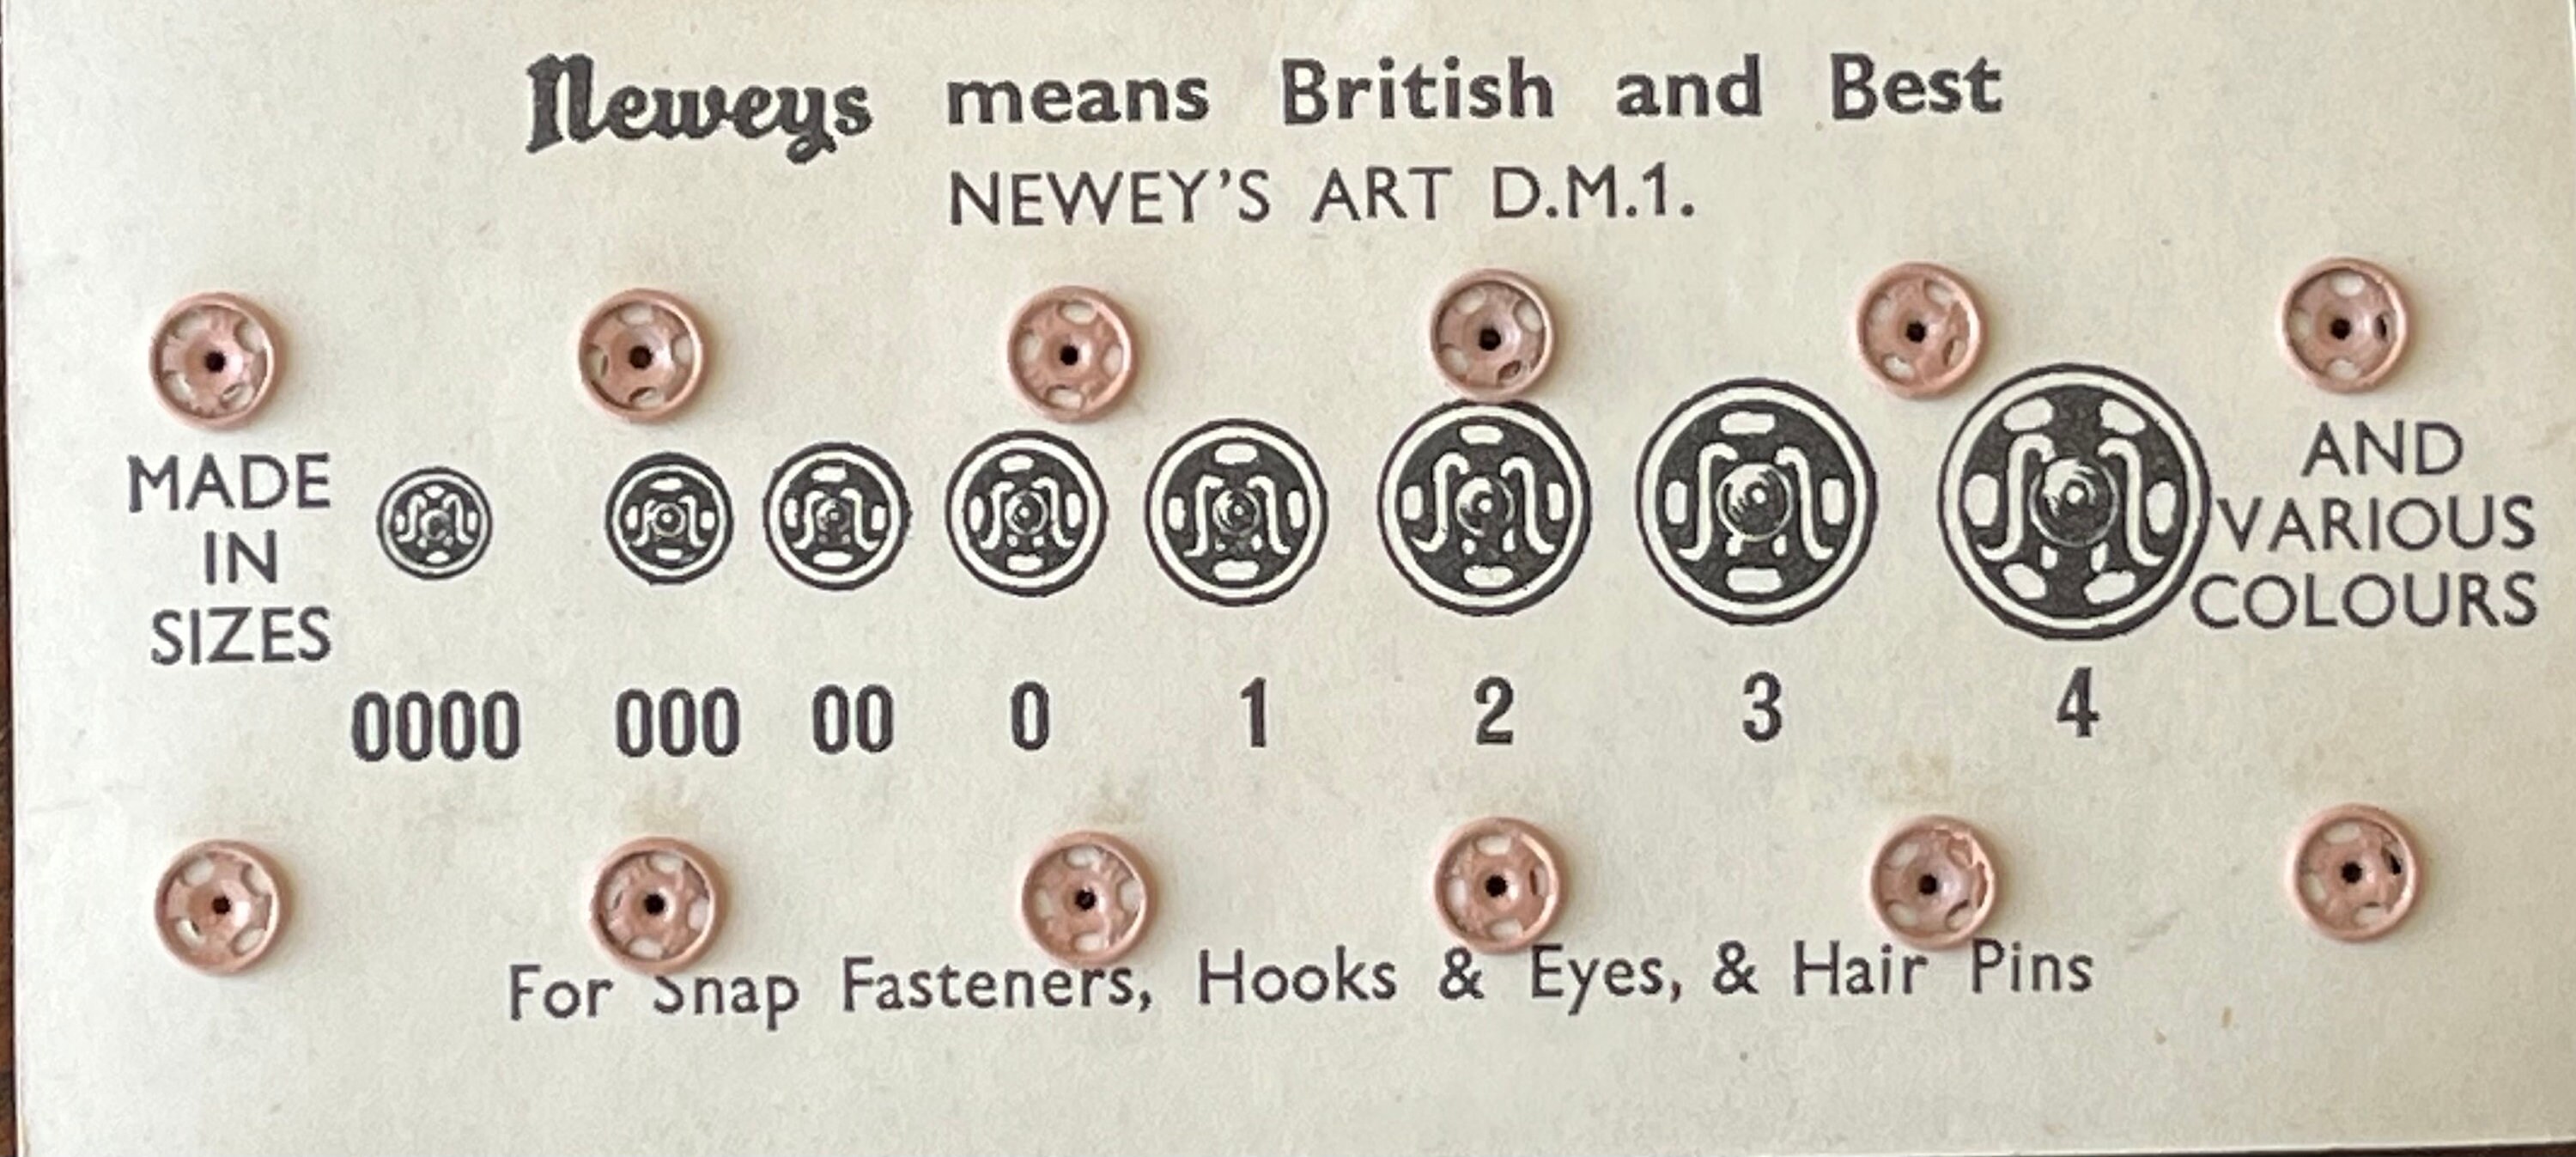 Neweys means British and Best
NEWEY'S ART D.M.1.
MADE
IN
SIZES
AND
VARIOUS
COLOURS
0000 000 00 0 1 2 3 4
For Snap Fasteners, Hooks & Eyes, & Hair Pins